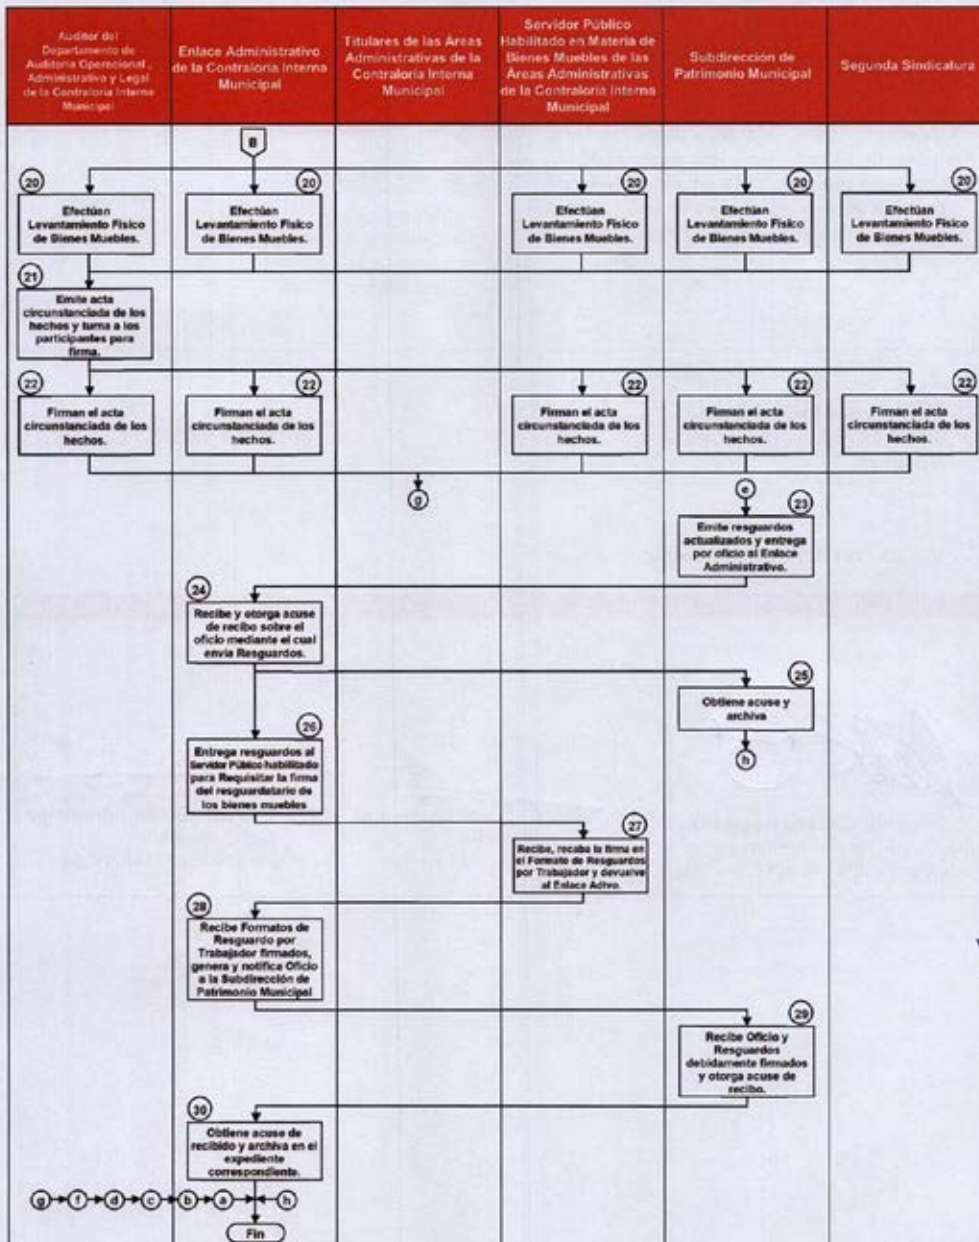 Auditor del
Departamento de
Auditoría Operacional,
Administrativa y Legal
de la Contraloría Interna
Municipal
Enlace Administrativo
de la Contraloría Interna
Municipal
Titulares de las Áreas
Administrativas de la
Contraloría Interna
Municipal
Servidor Público
Habilitado en Materia de
Bienes Muebles de las
Áreas Administrativas
de la Contraloría Interna
Municipal
Subdirección de
Patrimonio Municipal
Segunda Sindicatura
B
20
Efectúan
Levantamiento Físico
de Bienes Muebles.
20
Efectúan
Levantamiento Físico
de Bienes Muebles.
20
Efectúan
Levantamiento Físico
de Bienes Muebles.
20
Efectúan
Levantamiento Físico
de Bienes Muebles.
20
Efectúan
Levantamiento Físico
de Bienes Muebles.
21
Emite acta
circunstanciada de los
hechos y turna a los
participantes para
firma.
22
Firman el acta
circunstanciada de los
hechos.
22
Firman el acta
circunstanciada de los
hechos.
22
Firman el acta
circunstanciada de los
hechos.
22
Firman el acta
circunstanciada de los
hechos.
22
Firman el acta
circunstanciada de los
hechos.
g
e
23
Emite resguardos
actualizados y entrega
por oficio al Enlace
Administrativo.
24
Recibe y otorga acuse
de recibo sobre el
oficio mediante el cual
envía Resguardos.
25
Obtiene acuse y
archiva
h
26
Entrega resguardos al
Servidor Público habilitado
para Requisitar la firma
del resguardatario de
los bienes muebles
27
Recibe, recaba la firma en
el Formato de Resguardos
por Trabajador y devuelve
al Enlace Adtvo.
28
Recibe Formatos de
Resguardo por
Trabajador firmados,
genera y notifica Oficio
a la Subdirección de
Patrimonio Municipal
29
Recibe Oficio y
Resguardos
debidamente firmados
y otorga acuse de
recibo.
30
Obtiene acuse de
recibido y archiva en el
expediente
correspondiente.
g f d c b a h
Fin